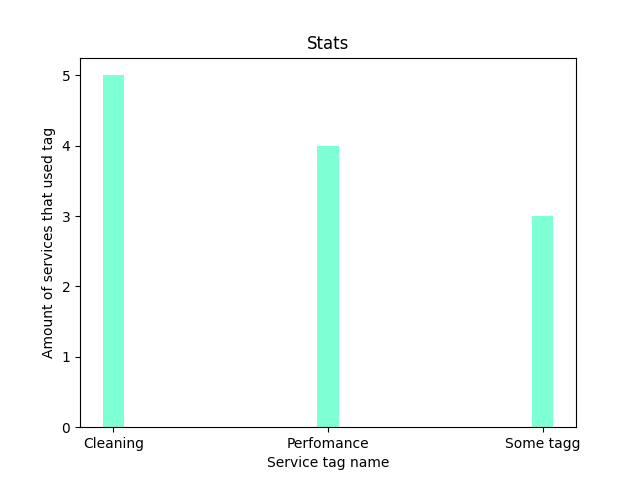 Stats
Amount of services that used tag
5
4
3
2
1
0
Cleaning Perfomance Some tagg
Service tag name